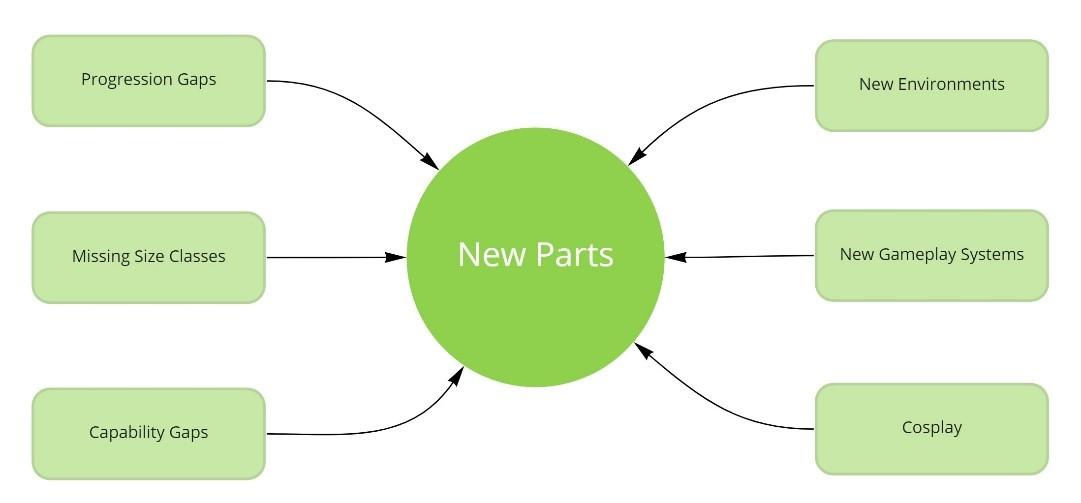 Progression Gaps
New Environments
Missing Size Classes
New Parts
New Gameplay Systems
Capability Gaps
Cosplay